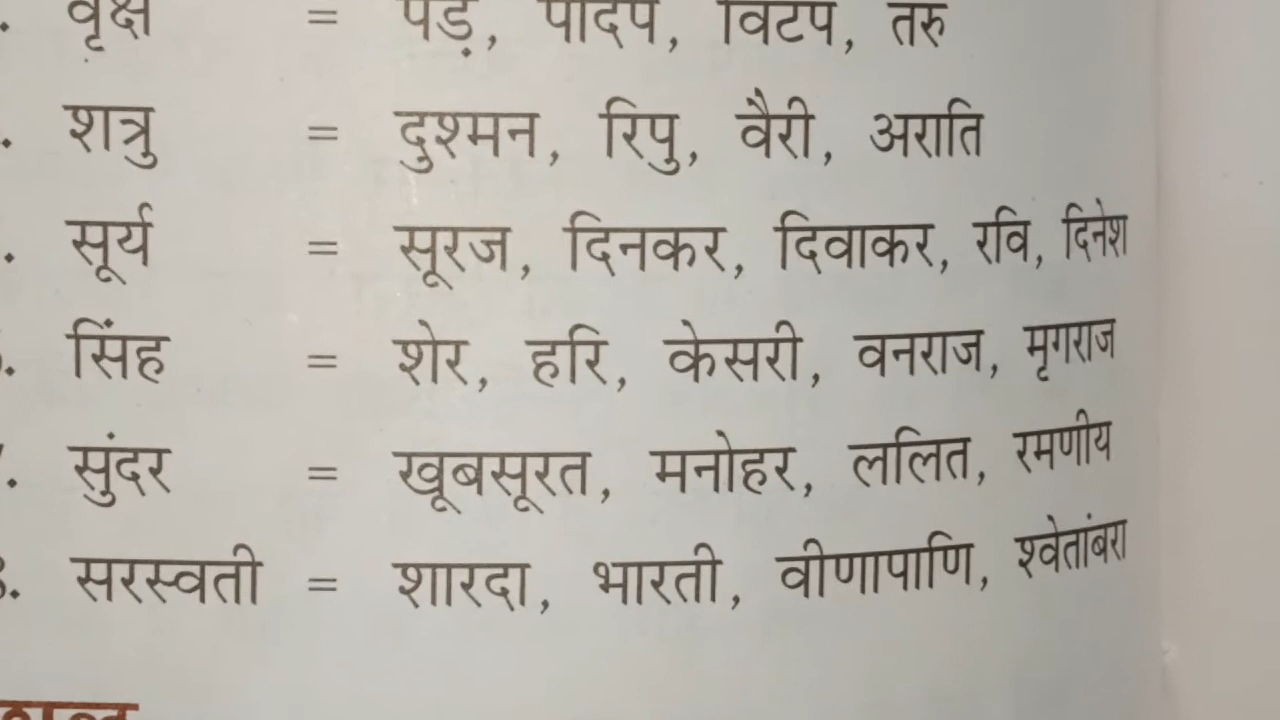 . वृक्ष = पेड़, पादप, विटप, तरु
. शत्रु = दुश्मन, रिपु, वैरी, अराति
. सूर्य = सूरज, दिनकर, दिवाकर, रवि, दिनेश
. सिंह = शेर, हरि, केसरी, वनराज, मृगराज
. सुंदर = खूबसूरत, मनोहर, ललित, रमणीय
. सरस्वती = शारदा, भारती, वीणापाणि, श्वेतांबरा